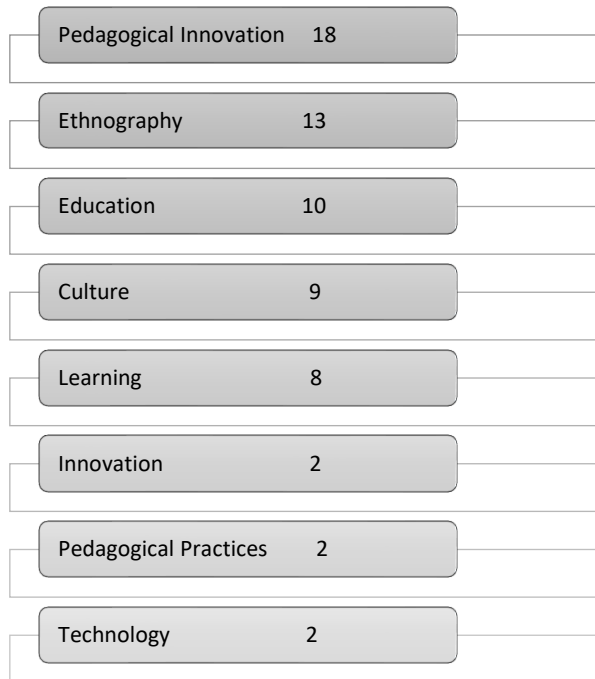 Pedagogical Innovation 18
Ethnography 13
Education 10
Culture 9
Learning 8
Innovation 2
Pedagogical Practices 2
Technology 2